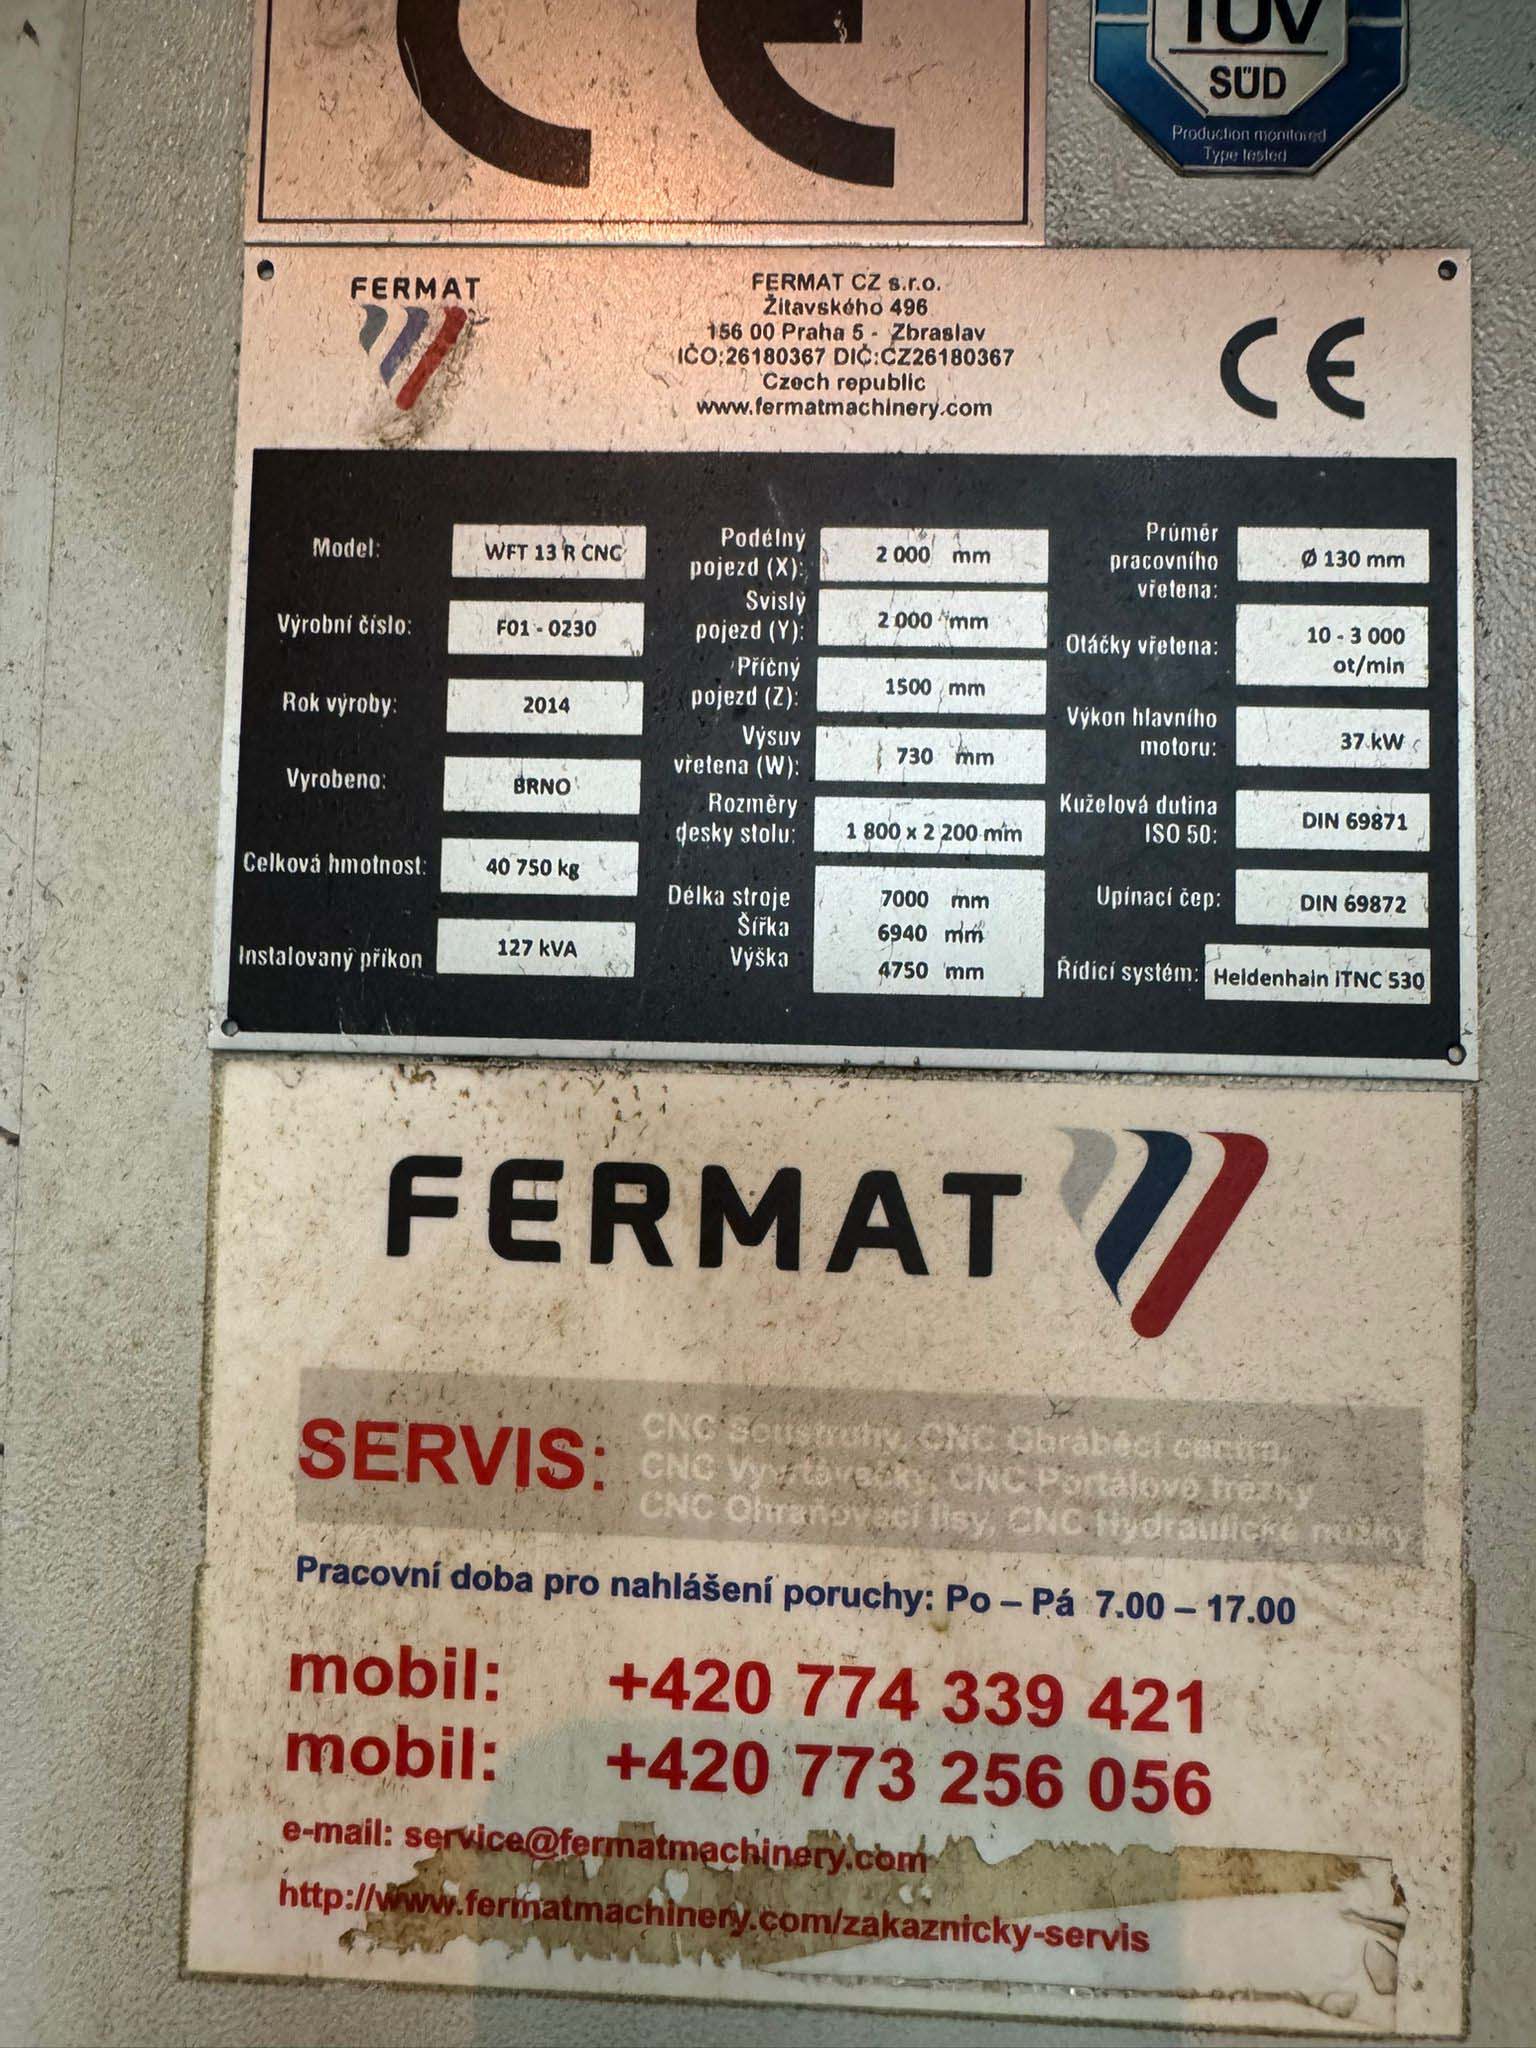 CE
TÜV
SÜD
Production monitored
Type tested
FERMAT
FERMAT CZ s.r.o.
Žitavského 496
156 00 Praha 5 - Zbraslav
IČO:26180367 DIČ:CZ26180367
Czech republic
www.fermatmachinery.com
CE
Model: WFT 13 R CNC
Výrobní číslo: F01 - 0230
Rok výroby: 2014
Vyrobeno: BRNO
Celková hmotnost: 40 750 kg
Instalovaný příkon 127 kVA
Podélný
pojezd (X): 2 000 mm
Svislý
pojezd (Y): 2 000 mm
Příčný
pojezd (Z): 1500 mm
Výsuv
vřetena (W): 730 mm
Rozměry
desky stolu: 1 800 x 2 200 mm
Délka stroje 7000 mm
Šířka 6940 mm
Výška 4750 mm
Průměr
pracovního
vřetena: Ø 130 mm
Otáčky vřetena: 10 - 3 000
ot/min
Výkon hlavního
motoru: 37 kW
Kuželová dutina
ISO 50: DIN 69871
Upínací čep: DIN 69872
Řídící systém: Heidenhain iTNC 530
FERMAT
SERVIS:
CNC Soustruhy, CNC Obráběcí centra,
CNC Vyvrtávačky, CNC Portálové frézky
CNC Ohraňovací lisy, CNC Hydraulické nůžky
Pracovní doba pro nahlášení poruchy: Po – Pá 7.00 – 17.00
mobil: +420 774 339 421
mobil: +420 773 256 056
e-mail: service@fermatmachinery.com
http://www.fermatmachinery.com/zakaznicky-servis